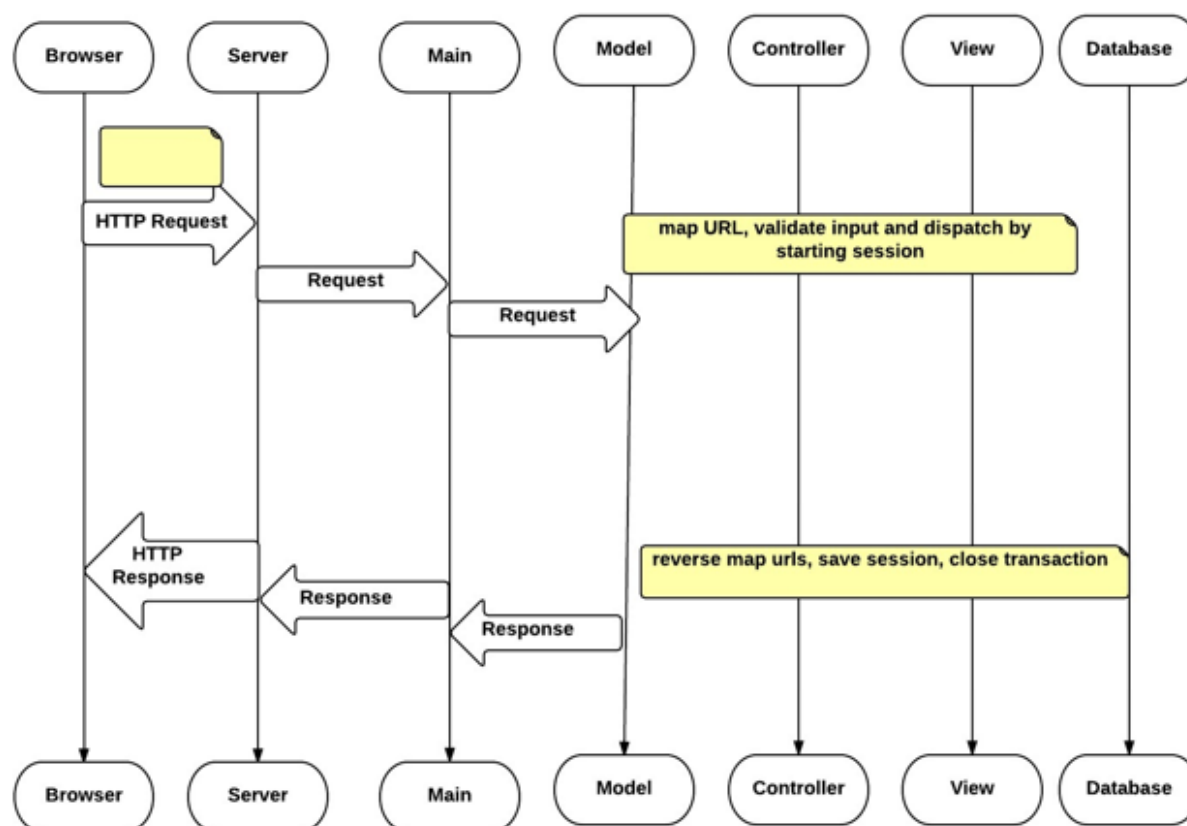 Browser
Server
Main
Model
Controller
View
Database
HTTP Request
map URL, validate input and dispatch by
starting session
Request
Request
HTTP
Response
reverse map urls, save session, close transaction
Response
Response
Browser
Server
Main
Model
Controller
View
Database